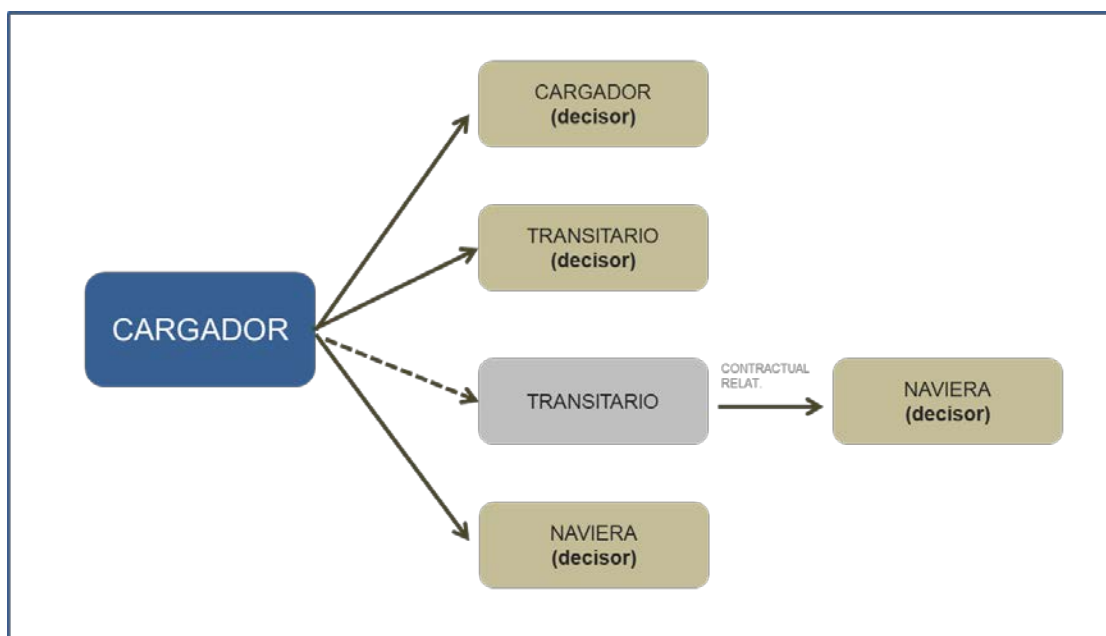 CARGADOR
(decisor)
TRANSITARIO
(decisor)
CARGADOR
TRANSITARIO
CONTRACTUAL
RELAT.
NAVIERA
(decisor)
NAVIERA
(decisor)